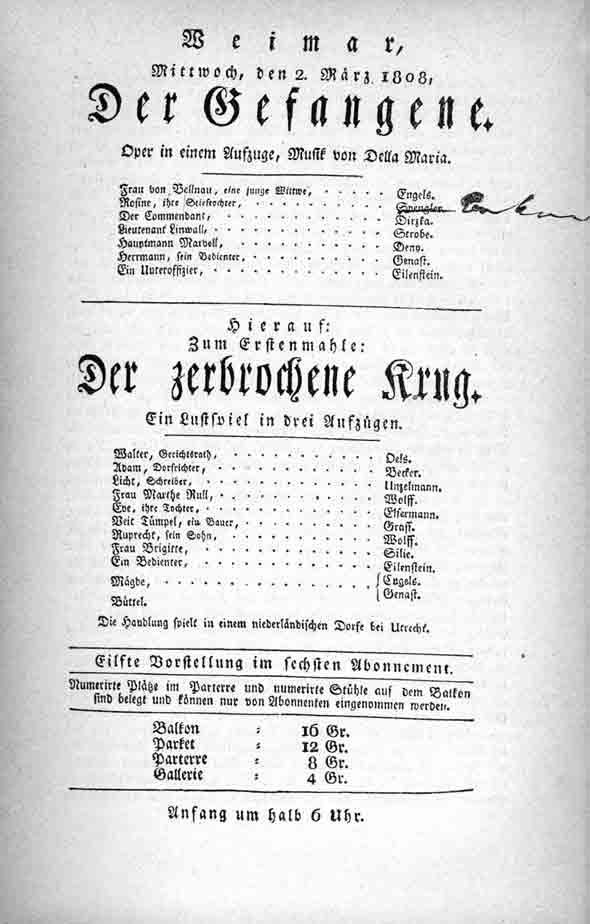 Weimar,
Mittwoch, den 2. März 1808,
Der Gefangene.
Oper in einem Aufzuge, Musik von Della Maria.
Frau von Bellnau, eine junge Wittwe, Engels.
Rosine, ihre Stieftochter, Spengler.
Der Commendant, Dirzka.
Lieutenant Linwall, Strobe.
Hauptmann Marvell, Deny.
Herrmann, sein Bedienter, Genast.
Ein Unteroffizier, Eilenstein.
Hierauf:
Zum Erstenmahle:
Der zerbrochene Krug.
Ein Lustspiel in drei Aufzügen.
Walter, Gerichtsrath, Oels.
Adam, Dorfrichter, Becker.
Licht, Schreiber, Unzelmann.
Frau Marthe Rull, Wolff.
Eve, ihre Tochter, Elsermann.
Veit Tümpel, ein Bauer, Graff.
Ruprecht, sein Sohn, Wolff.
Frau Brigitte, Silie.
Ein Bedienter, Eilenstein.
Mägde, Engels.
Genast.
Büttel.
Die Handlung spielt in einem niederländischen Dorfe bei Utrecht.
Eilfte Vorstellung im sechsten Abonnement.
Numerirte Plätze im Parterre und numerirte Stühle auf dem Balkon
sind belegt und können nur von Abonnenten eingenommen werden.
Balkon = 16 Gr.
Parket = 12 Gr.
Parterre = 8 Gr.
Gallerie = 4 Gr.
Anfang um halb 6 Uhr.